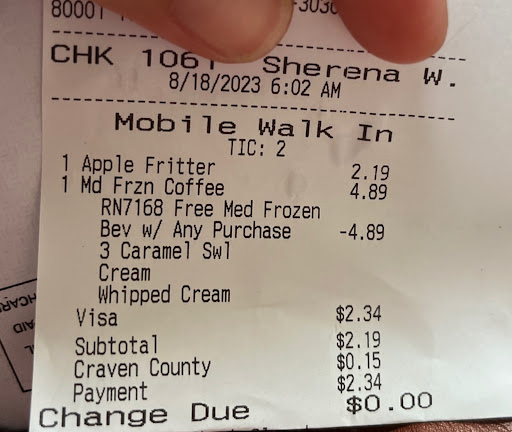 80001
CHK 106 Sherena W.
8/18/2023 6:02 AM
Mobile Walk In
TIC: 2
1 Apple Fritter 2.19
1 Md Frzn Coffee 4.89
RN7168 Free Med Frozen
Bev w/ Any Purchase -4.89
3 Caramel Swl
Cream
Whipped Cream
Visa $2.34
Subtotal $2.19
Craven County $0.15
Payment $2.34
Change Due $0.00